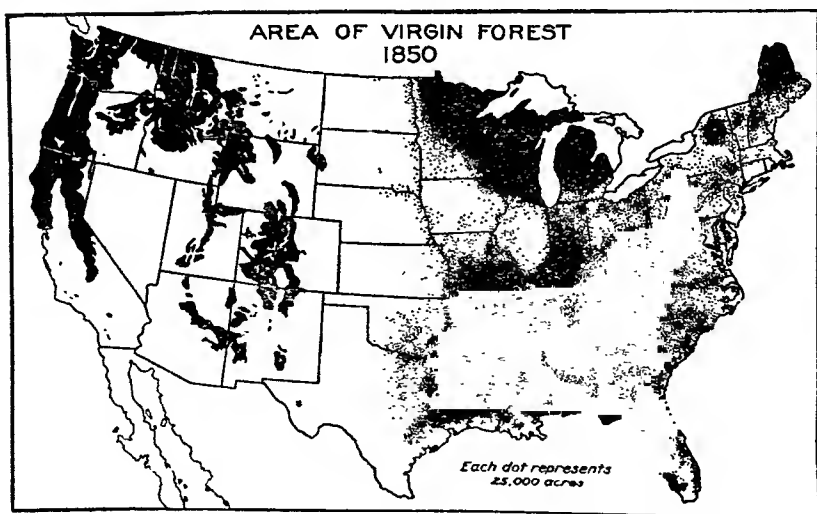 AREA OF VIRGIN FOREST
1850
Each dot represents
25,000 acres